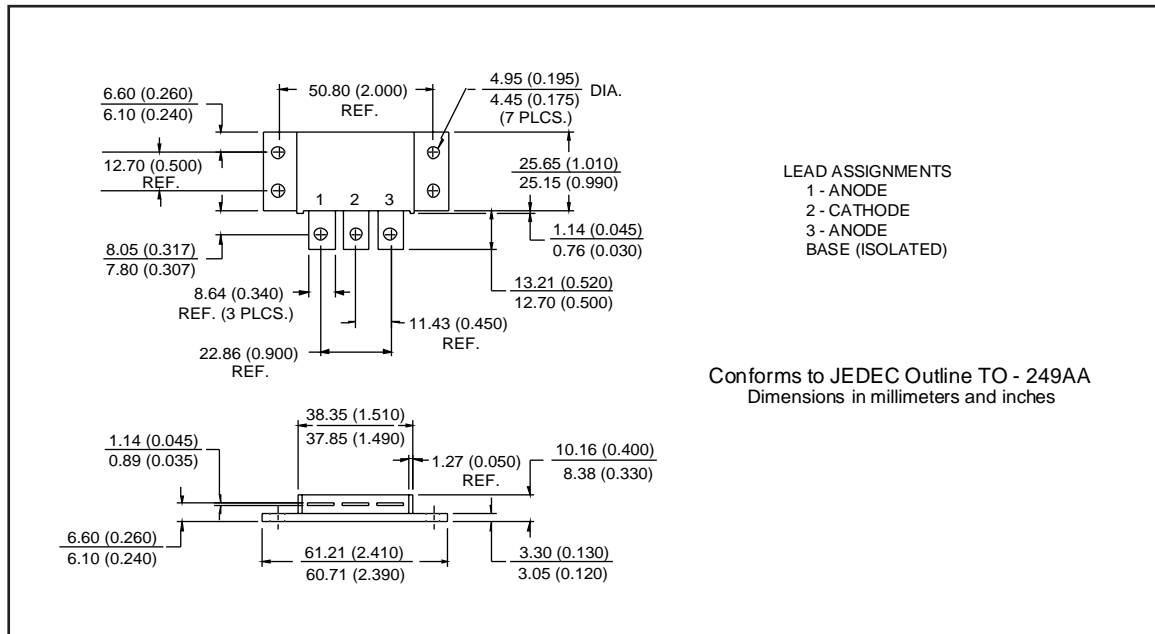 6.60 (0.260)
6.10 (0.240)
50.80 (2.000)
REF.
4.95 (0.195)
4.45 (0.175)
DIA.
(7 PLCS.)
12.70 (0.500)
REF.
25.65 (1.010)
25.15 (0.990)
1 2 3
8.05 (0.317)
7.80 (0.307)
1.14 (0.045)
0.76 (0.030)
8.64 (0.340)
REF. (3 PLCS.)
13.21 (0.520)
12.70 (0.500)
11.43 (0.450)
REF.
22.86 (0.900)
REF.
LEAD ASSIGNMENTS
1 - ANODE
2 - CATHODE
3 - ANODE
BASE (ISOLATED)
Conforms to JEDEC Outline TO - 249AA
Dimensions in millimeters and inches
38.35 (1.510)
37.85 (1.490)
1.14 (0.045)
0.89 (0.035)
1.27 (0.050)
REF.
10.16 (0.400)
8.38 (0.330)
6.60 (0.260)
6.10 (0.240)
61.21 (2.410)
60.71 (2.390)
3.30 (0.130)
3.05 (0.120)